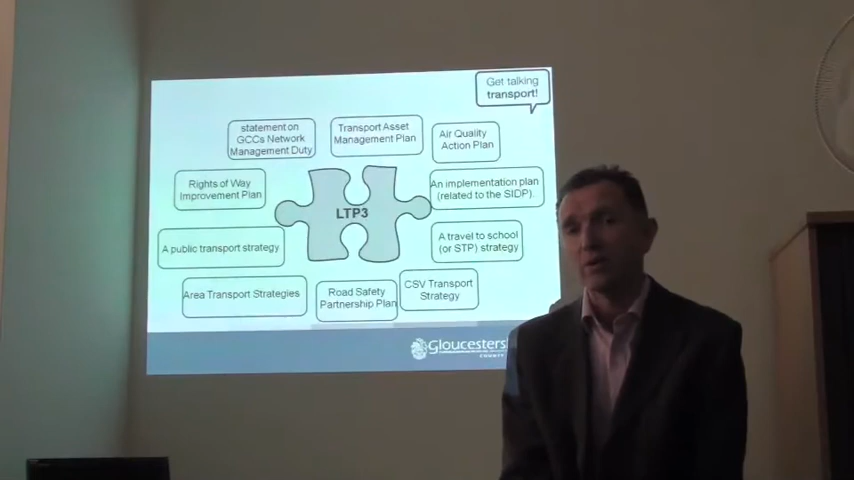 Get talking
transport!
statement on
GCCs Network
Management Duty
Transport Asset
Management Plan
Air Quality
Action Plan
Rights of Way
Improvement Plan
An implementation plan
(related to the SIDP).
LTP3
A public transport strategy
A travel to school
(or STP) strategy
Area Transport Strategies
Road Safety
Partnership Plan
CSV Transport
Strategy
Gloucesters
COUNTY